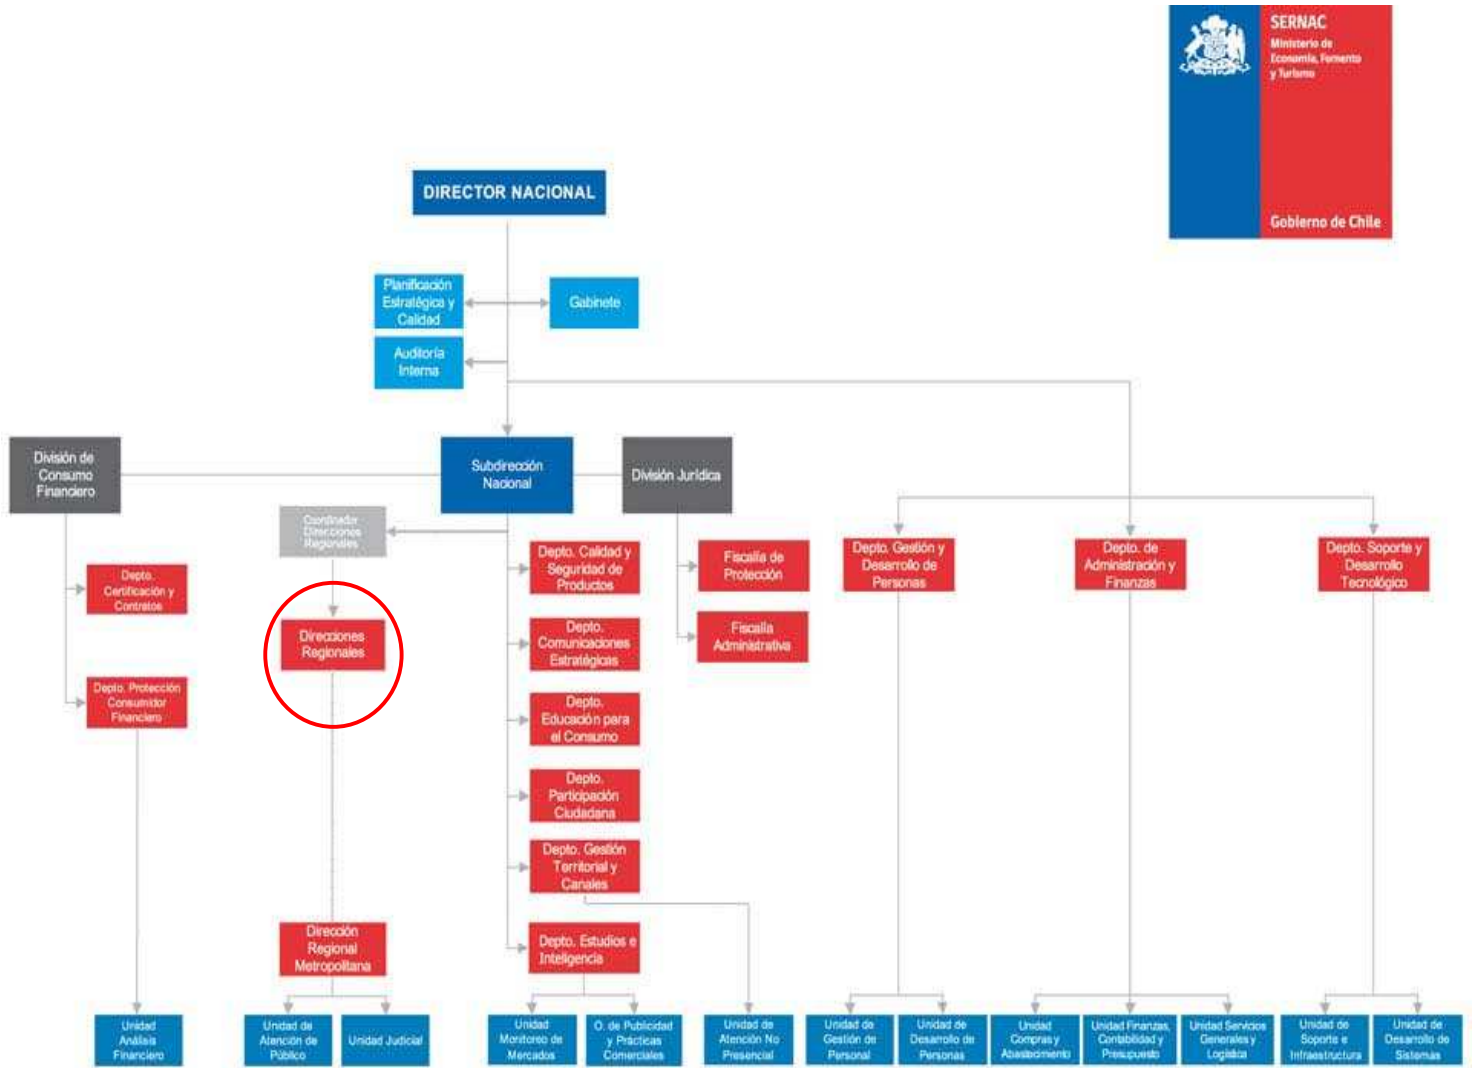 SERNAC
Ministerio de
Economía, Fomento
y Turismo
Gobierno de Chile
DIRECTOR NACIONAL
Planificación
Estratégica y
Calidad
Gabinete
Auditoría
Interna
División de
Consumo
Financiero
Subdirección
Nacional
División Jurídica
Coordinador
Direcciones
Regionales
Depto.
Certificación y
Contratos
Direcciones
Regionales
Depto. Protección
Consumidor
Financiero
Depto. Calidad y
Seguridad de
Productos
Depto.
Comunicaciones
Estratégicas
Depto.
Educación para
el Consumo
Depto.
Participación
Ciudadana
Depto. Gestión
Territorial y
Canales
Depto. Estudios e
Inteligencia
Fiscalía de
Protección
Fiscalía
Administrativa
Depto. Gestión y
Desarrollo de
Personas
Depto. de
Administración y
Finanzas
Depto. Soporte y
Desarrollo
Tecnológico
Dirección
Regional
Metropolitana
Unidad
Análisis
Financiero
Unidad de
Atención de
Público
Unidad Judicial
Unidad
Monitoreo de
Mercados
O. de Publicidad
y Prácticas
Comerciales
Unidad de
Atención No
Presencial
Unidad de
Gestión de
Personal
Unidad de
Desarrollo de
Personas
Unidad
Compras y
Abastecimiento
Unidad Finanzas,
Contabilidad y
Presupuesto
Unidad Servicios
Generales y
Logística
Unidad de
Soporte e
Infraestructura
Unidad de
Desarrollo de
Sistemas